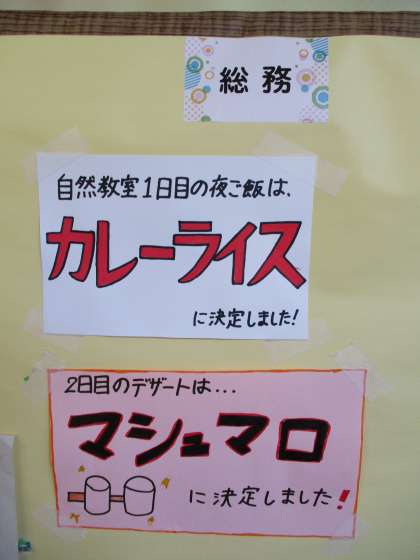 総務
自然教室1日目の夜ご飯は、
カレーライス
に決定しました!
2日目のデザートは...
マシュマロ
に決定しました!